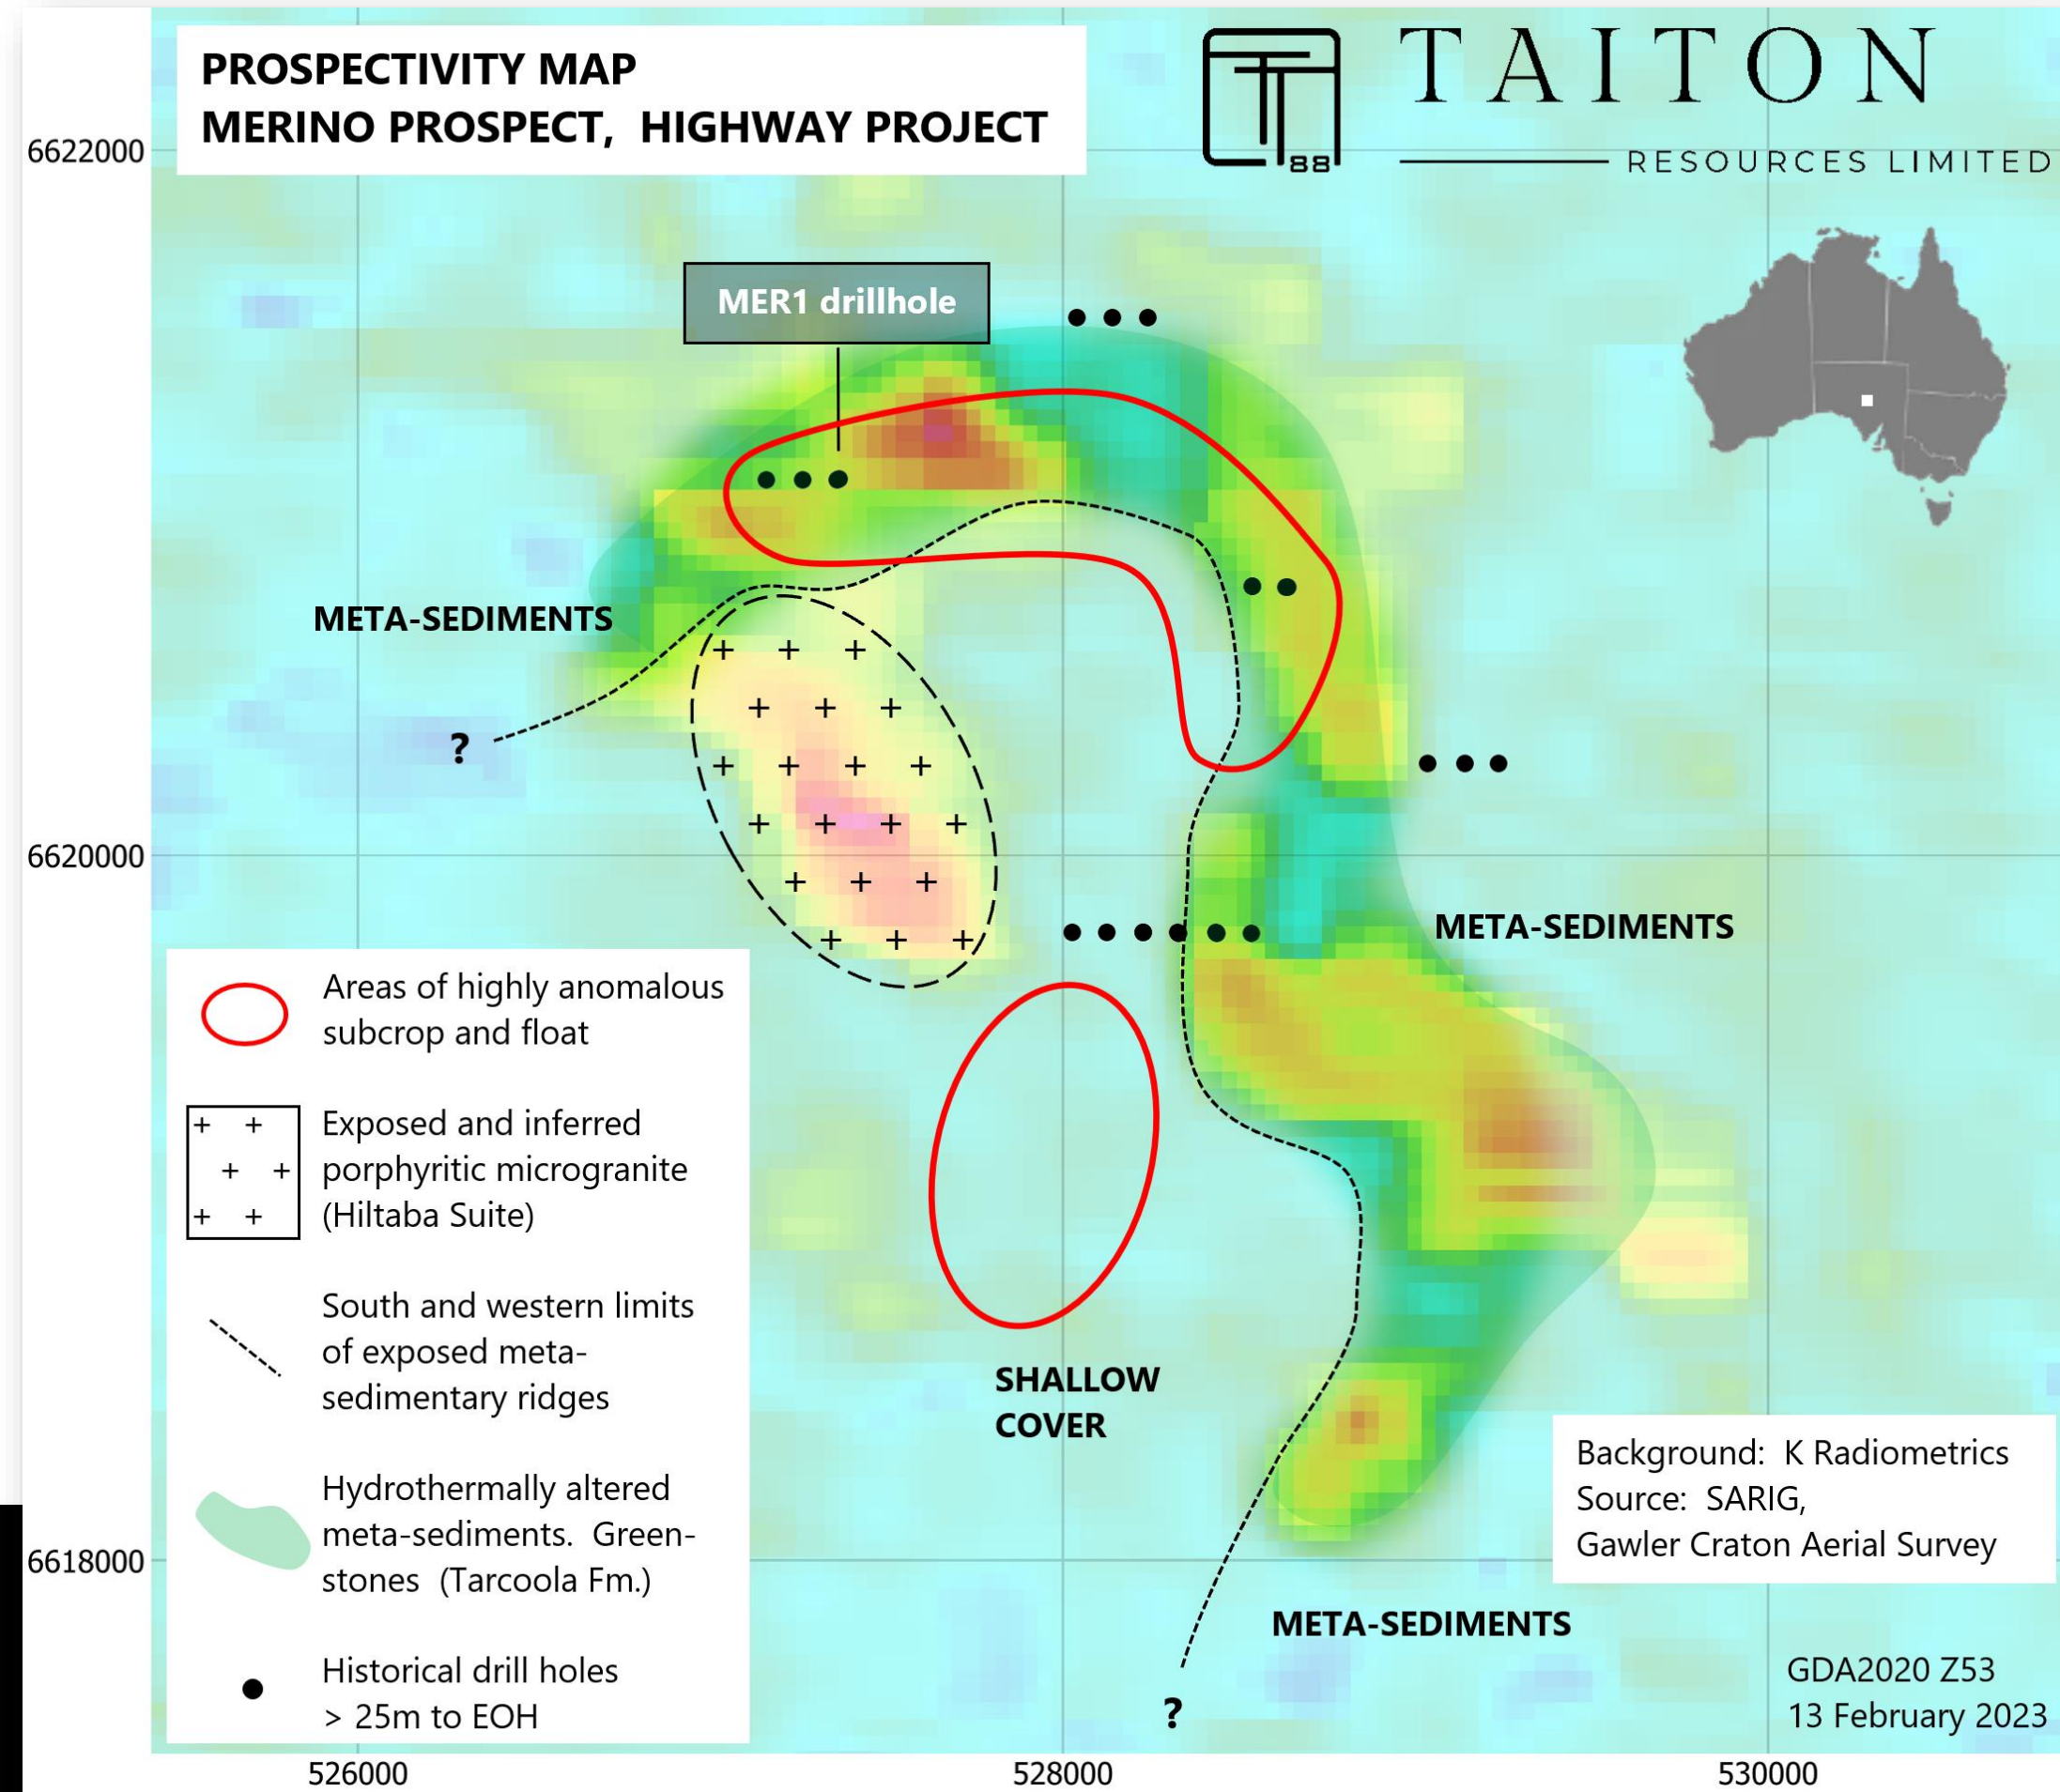 PROSPECTIVITY MAP
MERINO PROSPECT, HIGHWAY PROJECT
TAITON
88
RESOURCES LIMITED
6622000
MER1 drillhole
META-SEDIMENTS
?
6620000
META-SEDIMENTS
Areas of highly anomalous
subcrop and float
Exposed and inferred
porphyritic microgranite
(Hiltaba Suite)
South and western limits
of exposed meta-
sedimentary ridges
Hydrothermally altered
meta-sediments. Green-
stones (Tarcoola Fm.)
Historical drill holes
> 25m to EOH
SHALLOW
COVER
Background: K Radiometrics
Source: SARIG,
Gawler Craton Aerial Survey
6618000
META-SEDIMENTS
?
GDA2020 Z53
13 February 2023
526000
528000
530000